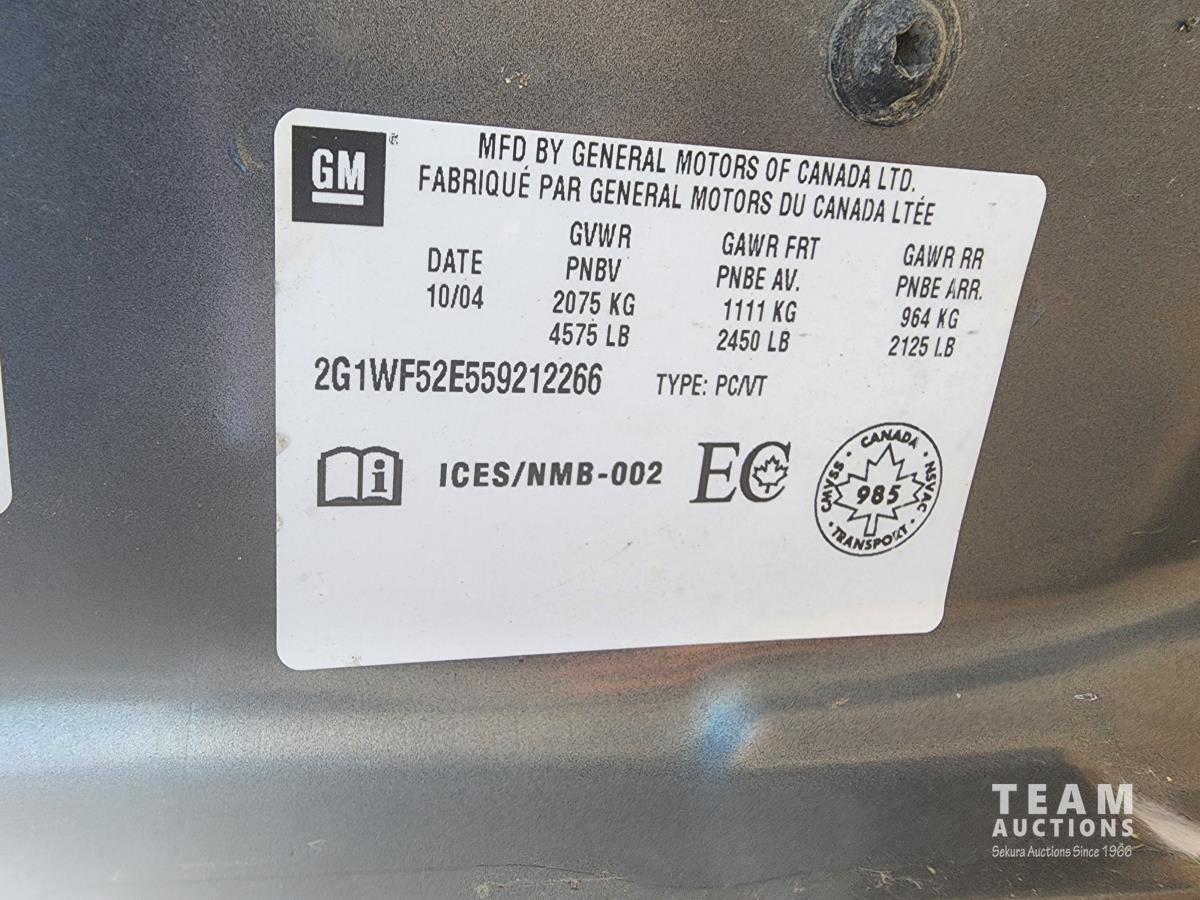 GM
MFD BY GENERAL MOTORS OF CANADA LTD.
FABRIQUÉ PAR GENERAL MOTORS DU CANADA LTÉE
DATE
10/04
GVWR
PNBV
2075 KG
4575 LB
GAWR FRT
PNBE AV.
1111 KG
2450 LB
GAWR RR
PNBE ARR.
964 KG
2125 LB
2G1WF52E559212266 TYPE: PC/VT
i ICES/NMB-002 EC
CANADA
CMVSS 985 NSVAC
TRANSPORT
TEAM
AUCTIONS
Sekura Auctions Since 1966